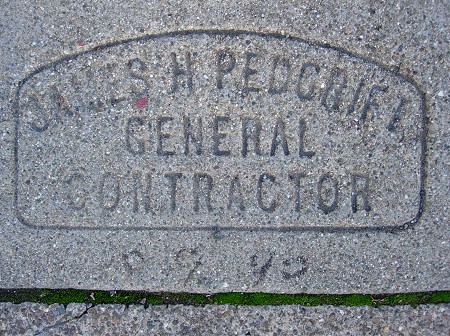 JAMES H PEDGRIFT
GENERAL
CONTRACTOR